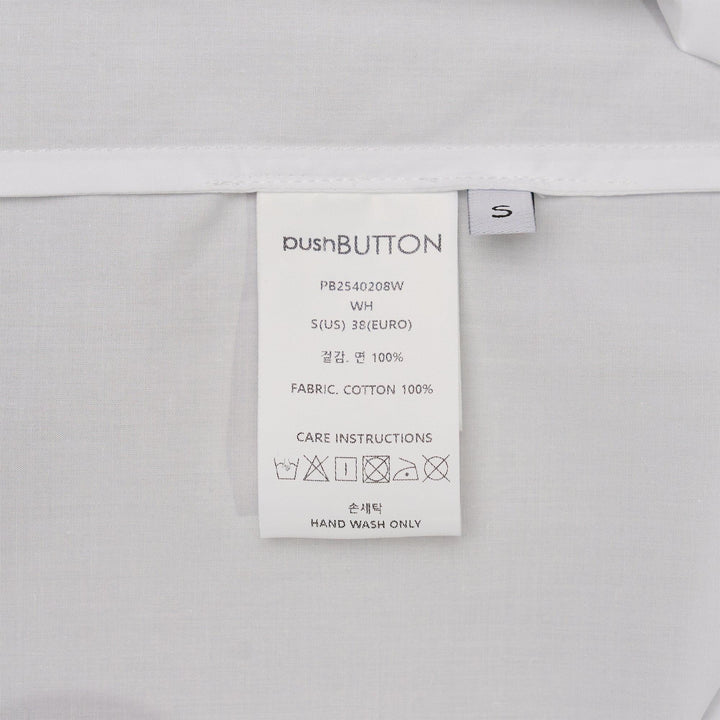 pushBUTTON
S
PB2540208W
WH
S(US) 38(EURO)
겉감. 면 100%
FABRIC. COTTON 100%
CARE INSTRUCTIONS
손세탁
HAND WASH ONLY